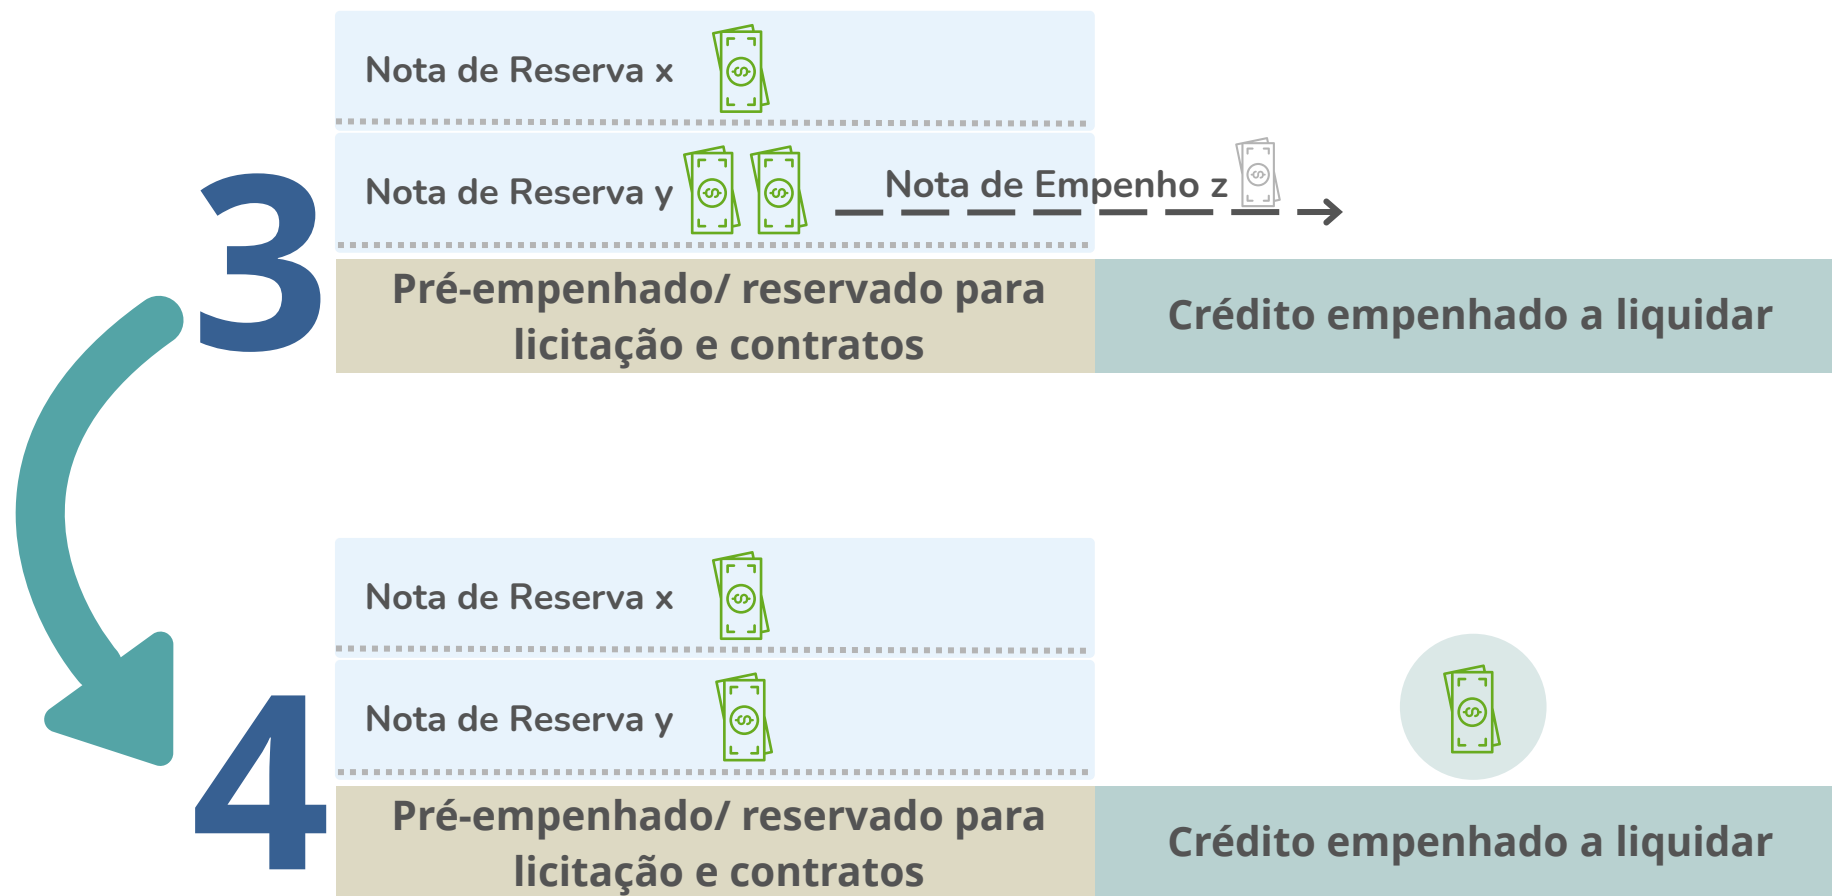 Nota de Reserva x
3
Nota de Reserva y
Nota de Empenho z
Pré-empenhado/ reservado para
licitação e contratos
Crédito empenhado a liquidar
4
Nota de Reserva x
Nota de Reserva y
Pré-empenhado/ reservado para
licitação e contratos
Crédito empenhado a liquidar